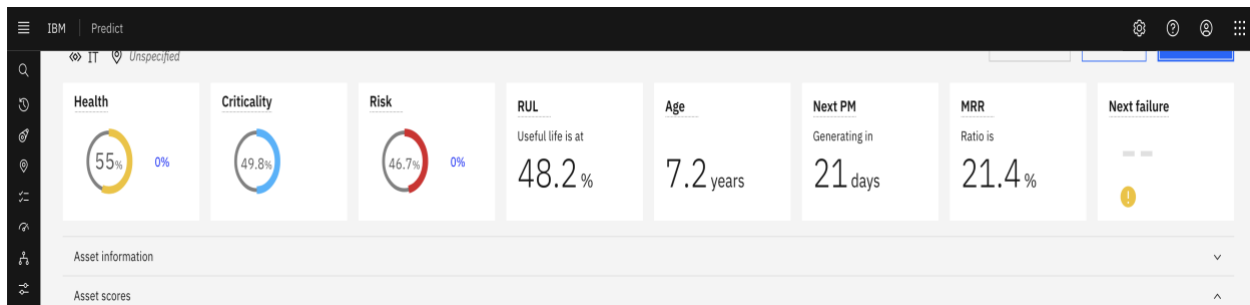 IBM Predict
IT Unspecified
Health
55%
0%
Criticality
49.8%
Risk
46.7%
0%
RUL
Useful life is at
48.2%
Age
7.2 years
Next PM
Generating in
21 days
MRR
Ratio is
21.4%
Next failure
--
Asset information
Asset scores